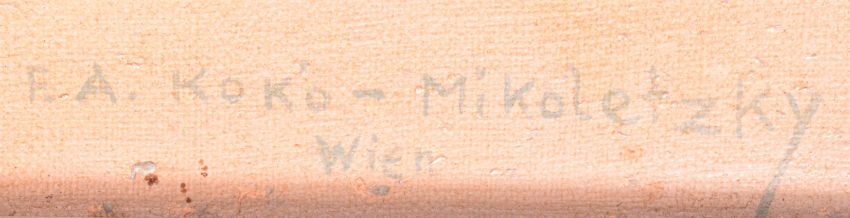 F. A. KOKO - Mikoletzky
Wien